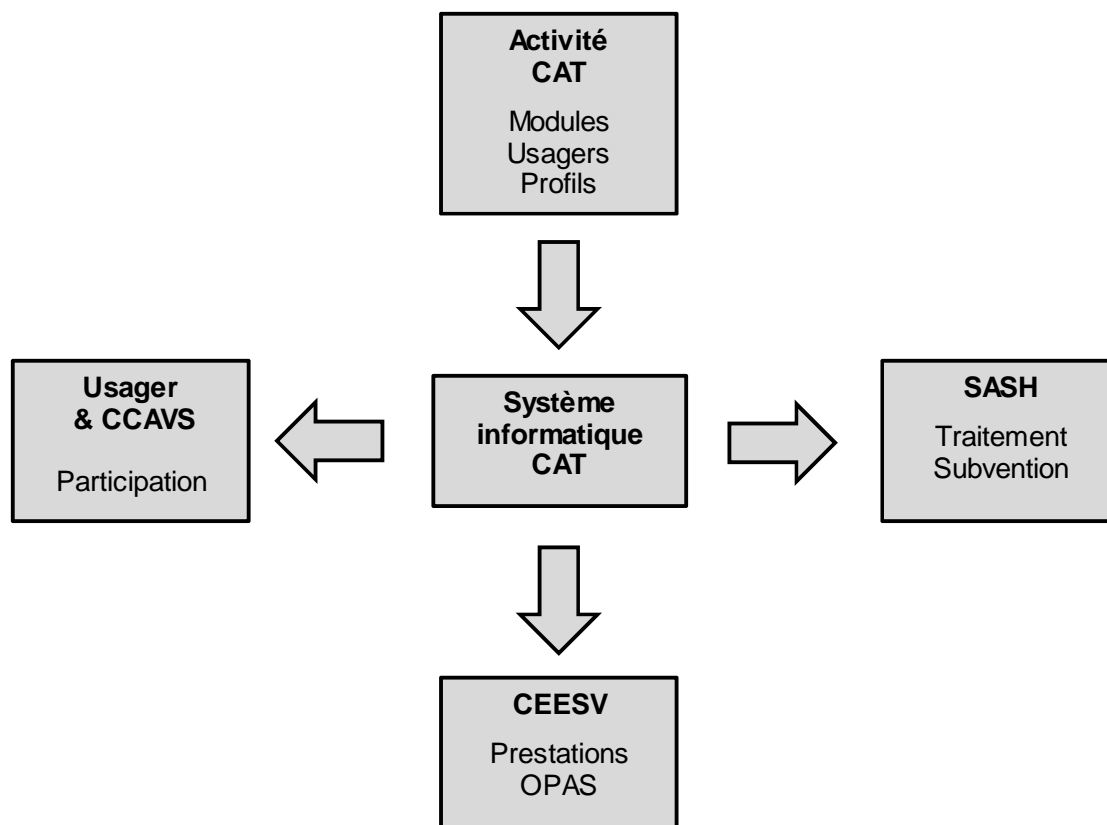 Activité
CAT
Modules
Usagers
Profils
Usager
& CCAVS
Participation
Système
informatique
CAT
SASH
Traitement
Subvention
CEESV
Prestations
OPAS